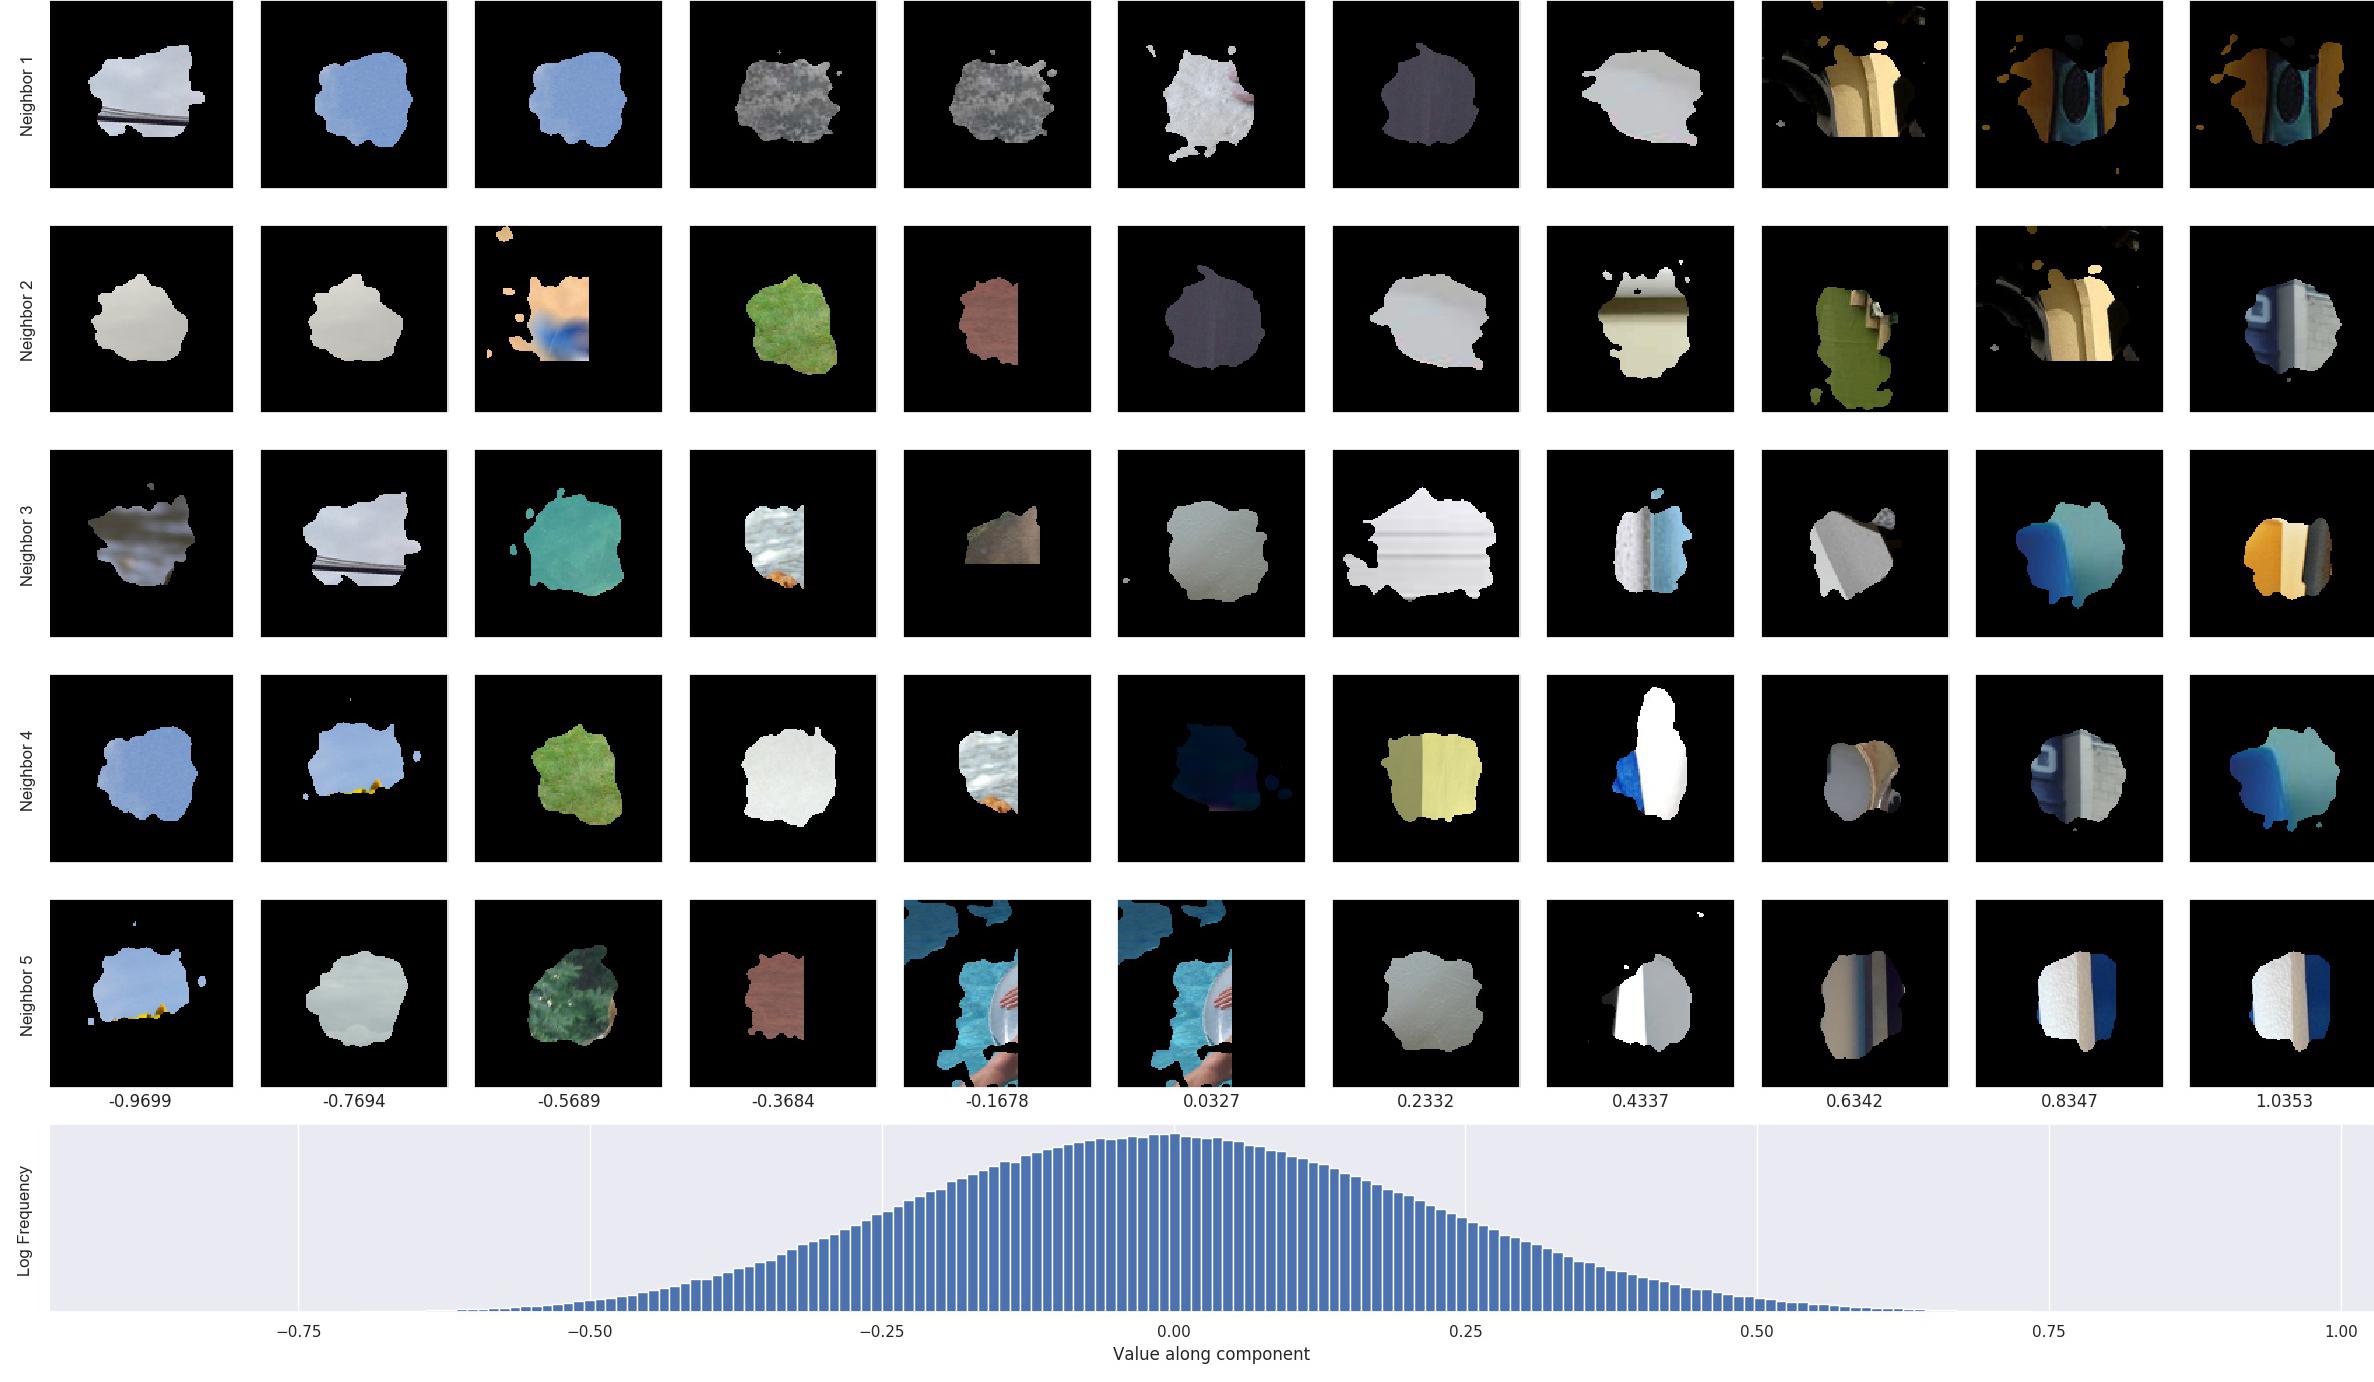 Neighbor 1
Neighbor 2
Neighbor 3
Neighbor 4
Neighbor 5
-0.9699 -0.7694 -0.5689 -0.3684 -0.1678 0.0327 0.2332 0.4337 0.6342 0.8347 1.0353
Log Frequency
−0.75 −0.50 −0.25 0.00 0.25 0.50 0.75 1.00
Value along component